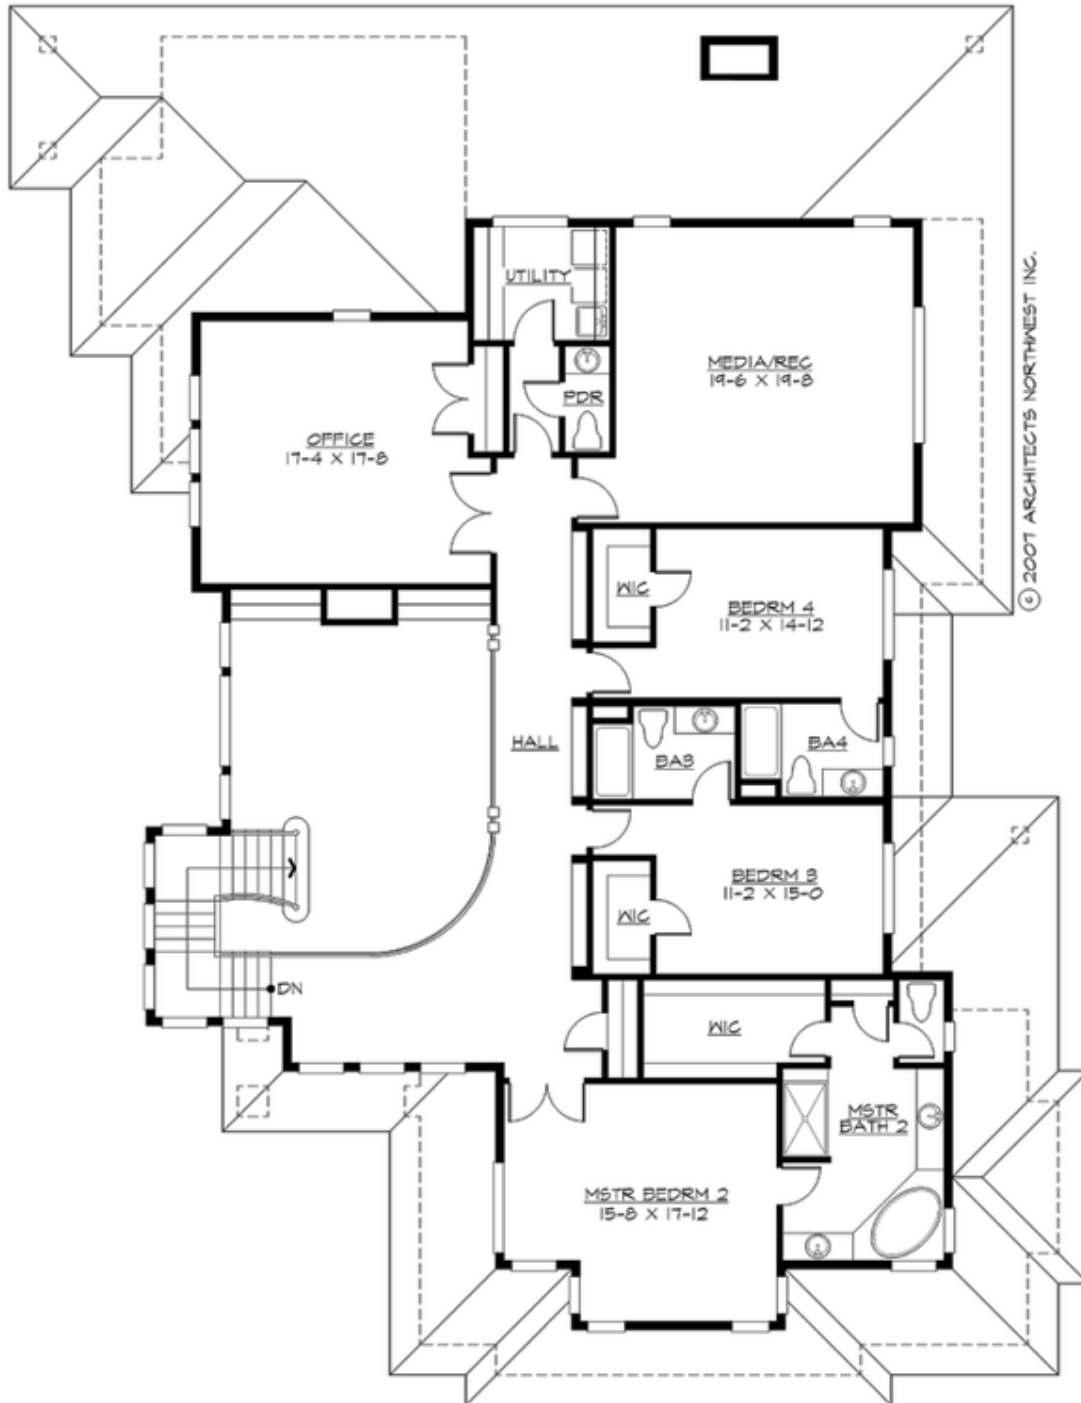 UTILITY
MEDIA/REC
19-6 X 19-8
PDR
OFFICE
17-4 X 17-8
© 2007 ARCHITECTS NORTHWEST INC.
WIC
BEDRM 4
11-2 X 14-12
HALL
BA3
BA4
BEDRM 3
11-2 X 15-0
WIC
DN
WIC
MSTR
BATH 2
MSTR BEDRM 2
15-8 X 17-12